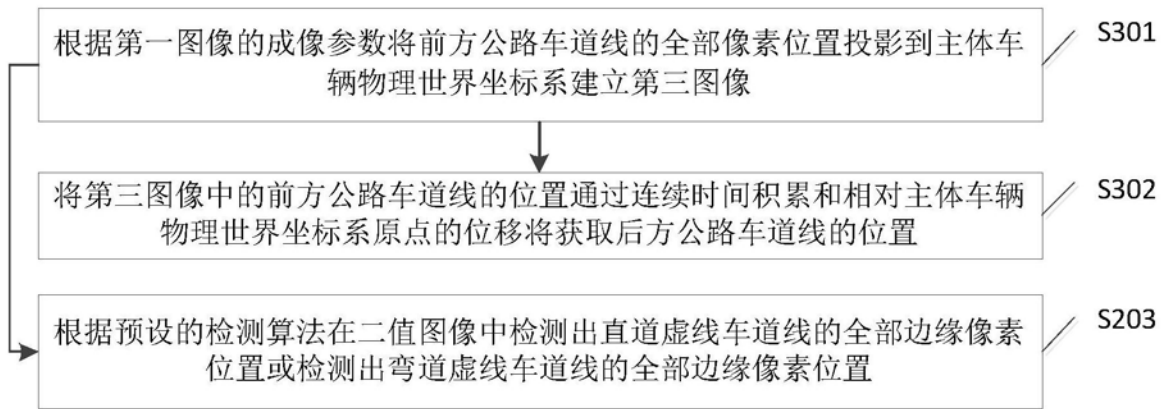 根据第一图像的成像参数将前方公路车道线的全部像素位置投影到主体车
辆物理世界坐标系建立第三图像
S301
将第三图像中的前方公路车道线的位置通过连续时间积累和相对主体车辆
物理世界坐标系原点的位移将获取后方公路车道线的位置
S302
根据预设的检测算法在二值图像中检测出直道虚线车道线的全部边缘像素
位置或检测出弯道虚线车道线的全部边缘像素位置
S203